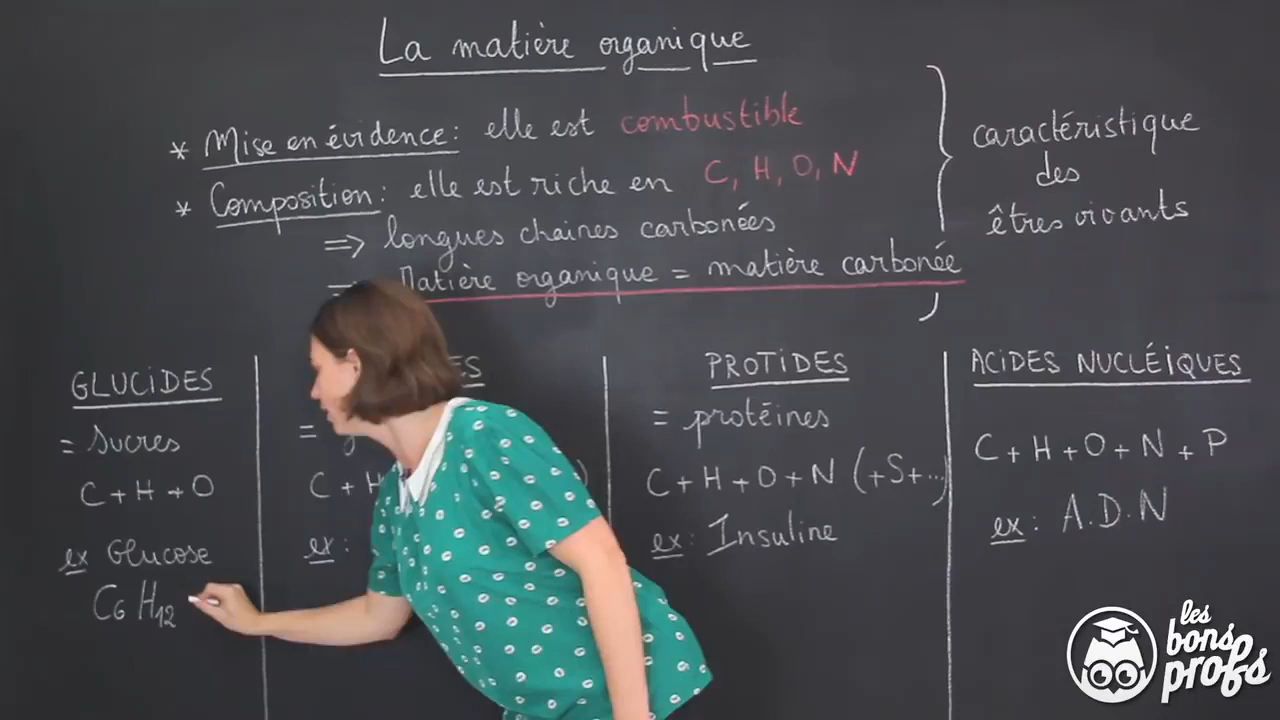 La matière organique
* Mise en évidence : elle est combustible
* Composition : elle est riche en C, H, O, N
=> longues chaines carbonées
Matière organique = matière carbonée
caractéristique
des
êtres vivants
GLUCIDES
= sucres
C + H + O
ex Glucose
C6 H12
=
C + H
ex :
PROTIDES
= protéines
C + H + O + N (+S+...
ex : Insuline
ACIDES NUCLÉIQUES
C + H + O + N + P
ex : A.D.N
les
bons
profs